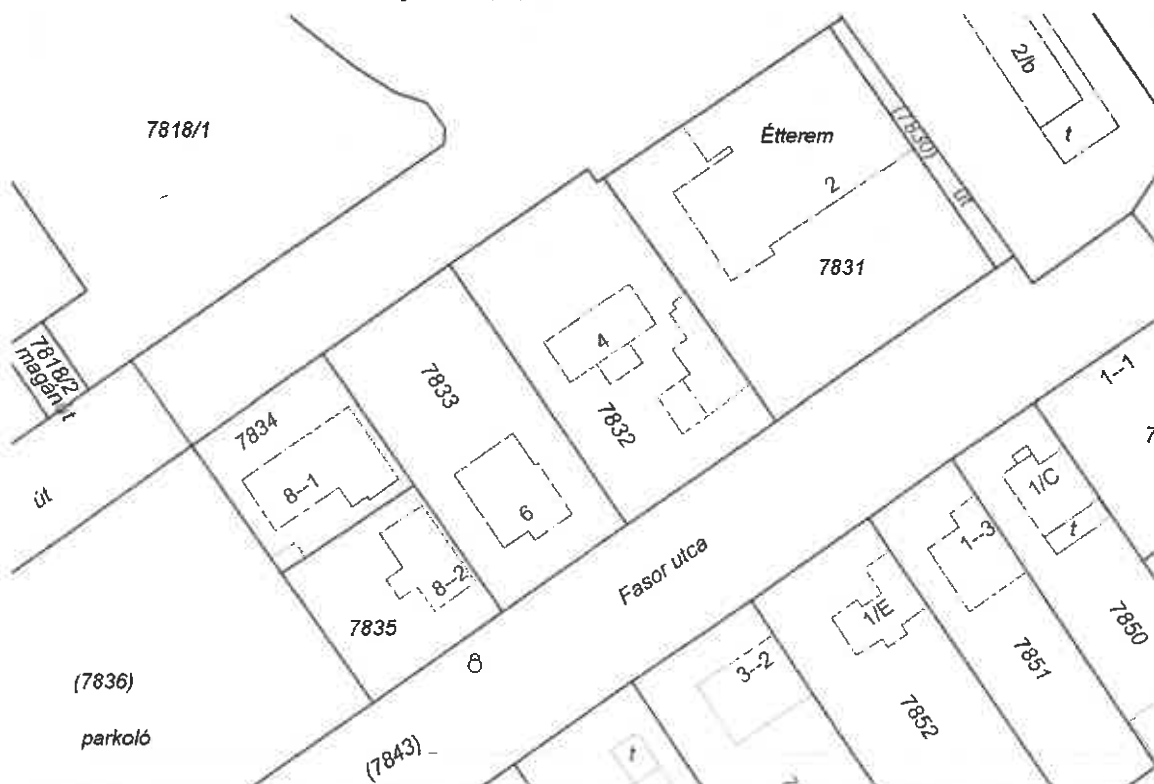 2/b
7818/1
Étterem
(7830)
t
2
út
7831
7818/2
magánút
4
7833
1--1
7834
7832
8--1
út
6
1/C
t
1--3
Fasor utca
8--2
7850
1/E
7835
8
7851
3--2
(7836)
7852
parkoló
(7843)
t